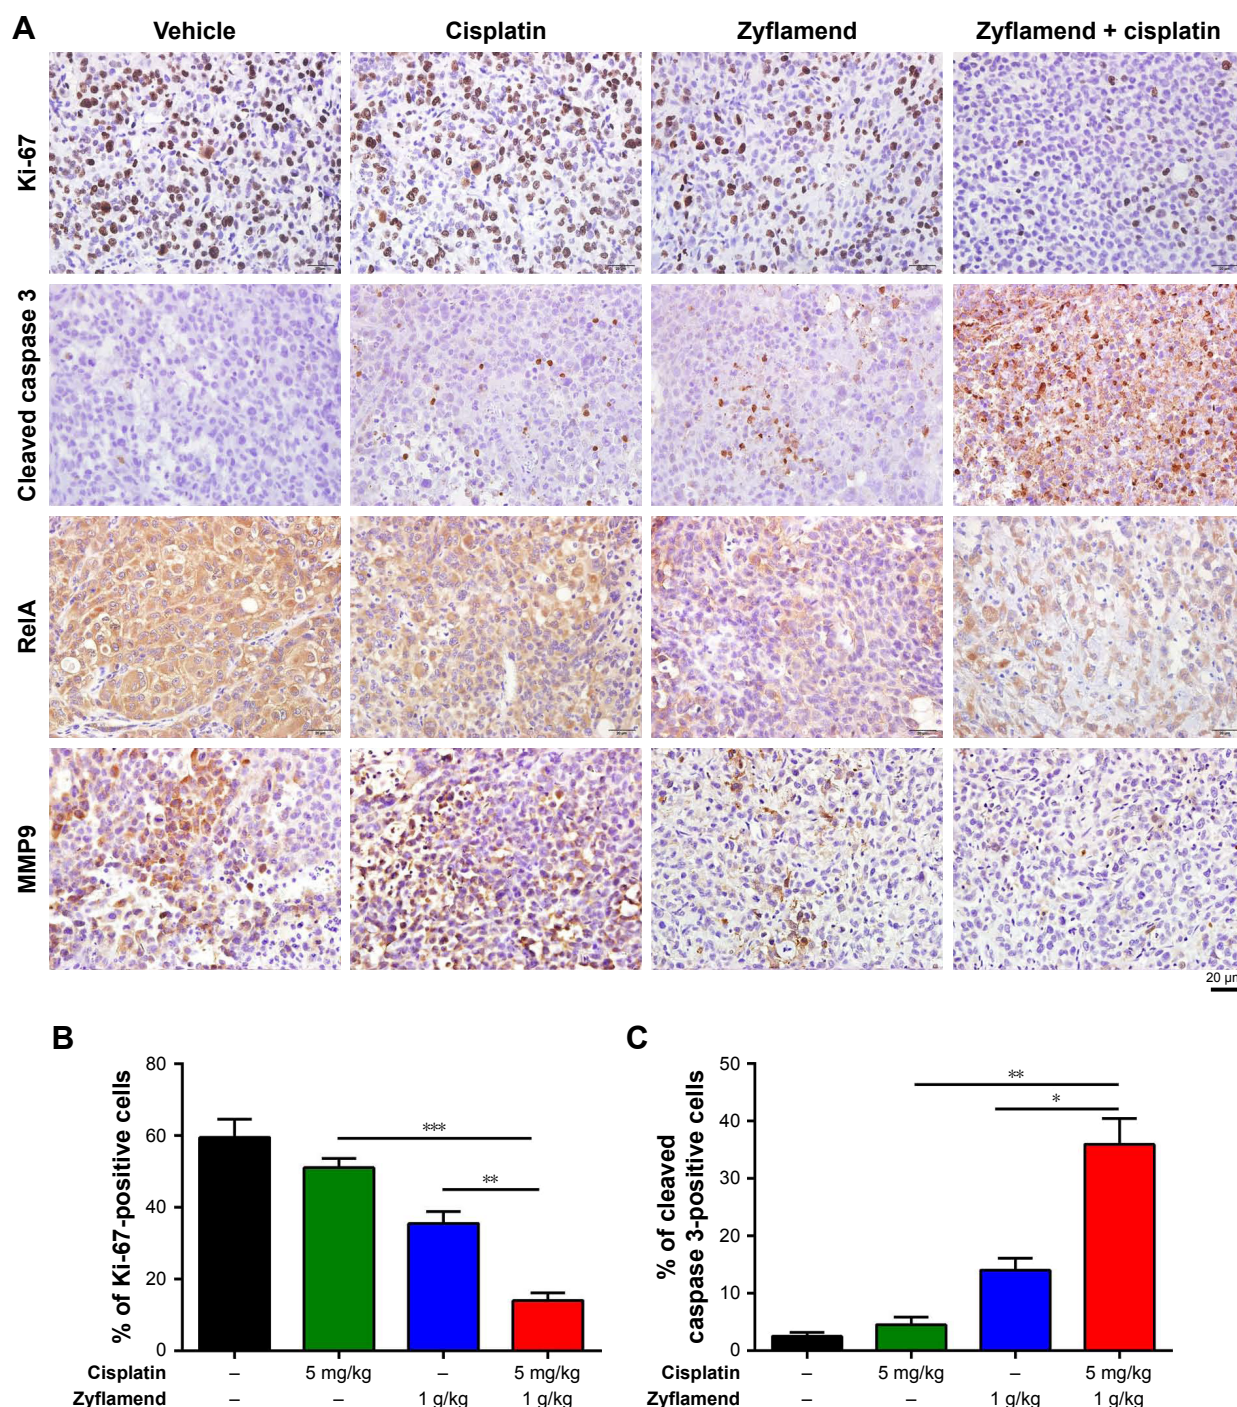 A
Vehicle Cisplatin Zyflamend Zyflamend + cisplatin
Ki-67
Cleaved caspase 3
RelA
MMP9
20 µm
B
% of Ki-67-positive cells
80
60
40
20
0
***
**
Cisplatin – 5 mg/kg – 5 mg/kg
Zyflamend – – 1 g/kg 1 g/kg
C
% of cleaved
caspase 3-positive cells
50
40
30
20
10
0
**
*
Cisplatin – 5 mg/kg – 5 mg/kg
Zyflamend – – 1 g/kg 1 g/kg